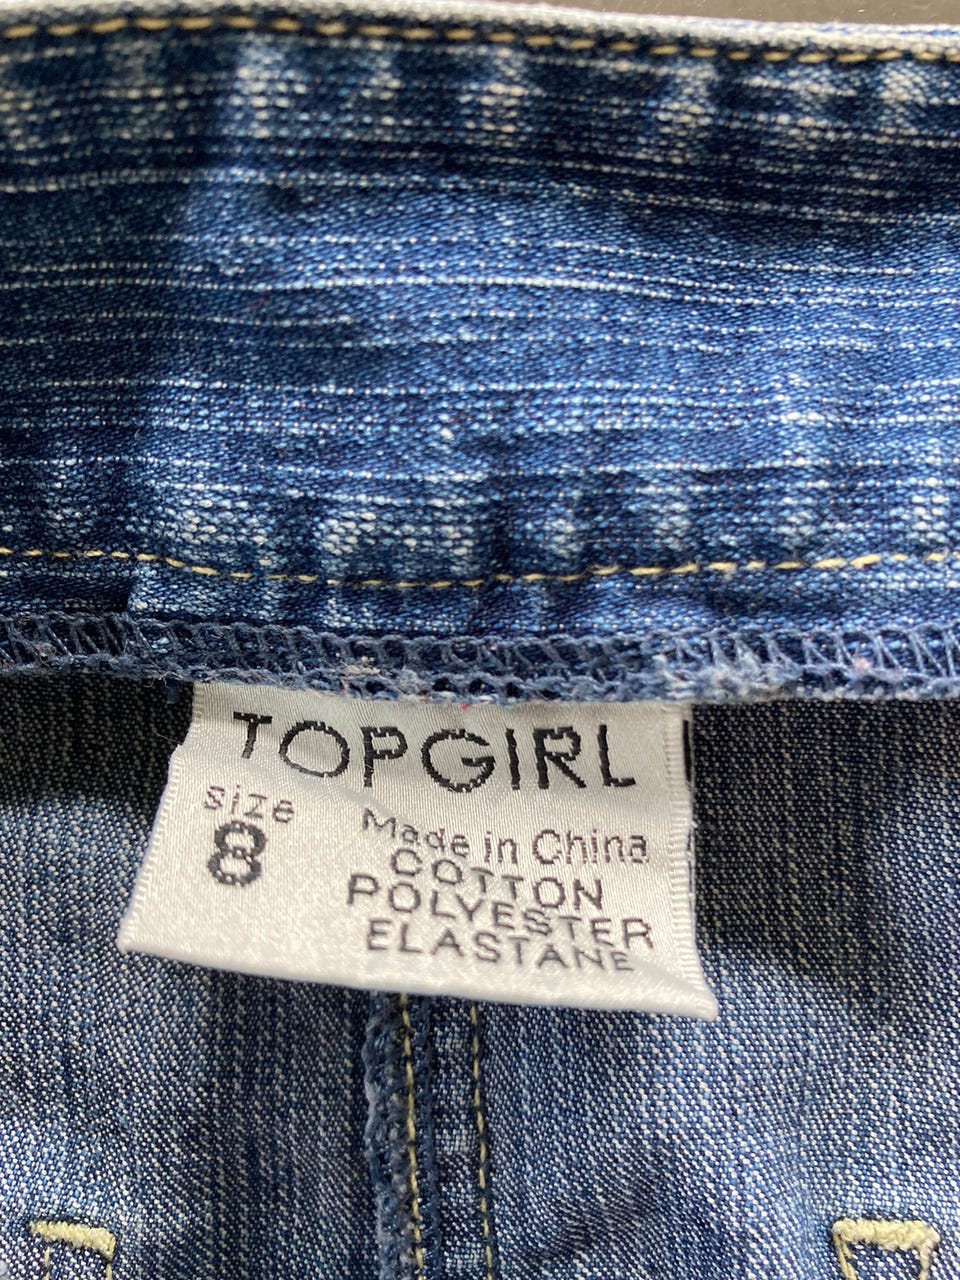 TOPGIRL
size
8
Made in China
COTTON
POLYESTER
ELASTANE